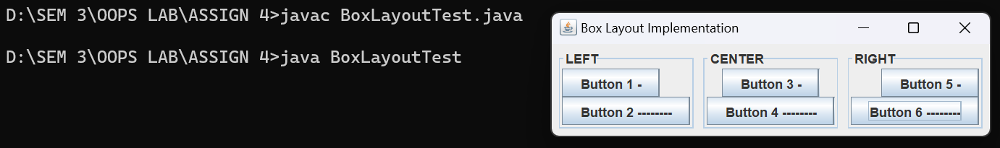 D:\SEM 3\OOPS LAB\ASSIGN 4>javac BoxLayoutTest.java
D:\SEM 3\OOPS LAB\ASSIGN 4>java BoxLayoutTest
Box Layout Implementation
LEFT
Button 1 -
Button 2 --------
CENTER
Button 3 -
Button 4 --------
RIGHT
Button 5 -
Button 6 --------